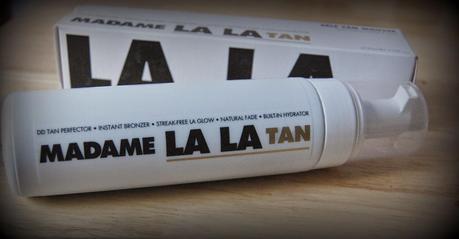 MADAME LA LA TAN
LA LA
DD TAN PERFECTOR • INSTANT BRONZER • STREAK-FREE LA GLOW • NATURAL FADE • BUILT-IN HYDRATOR
MADAME LA LA TAN